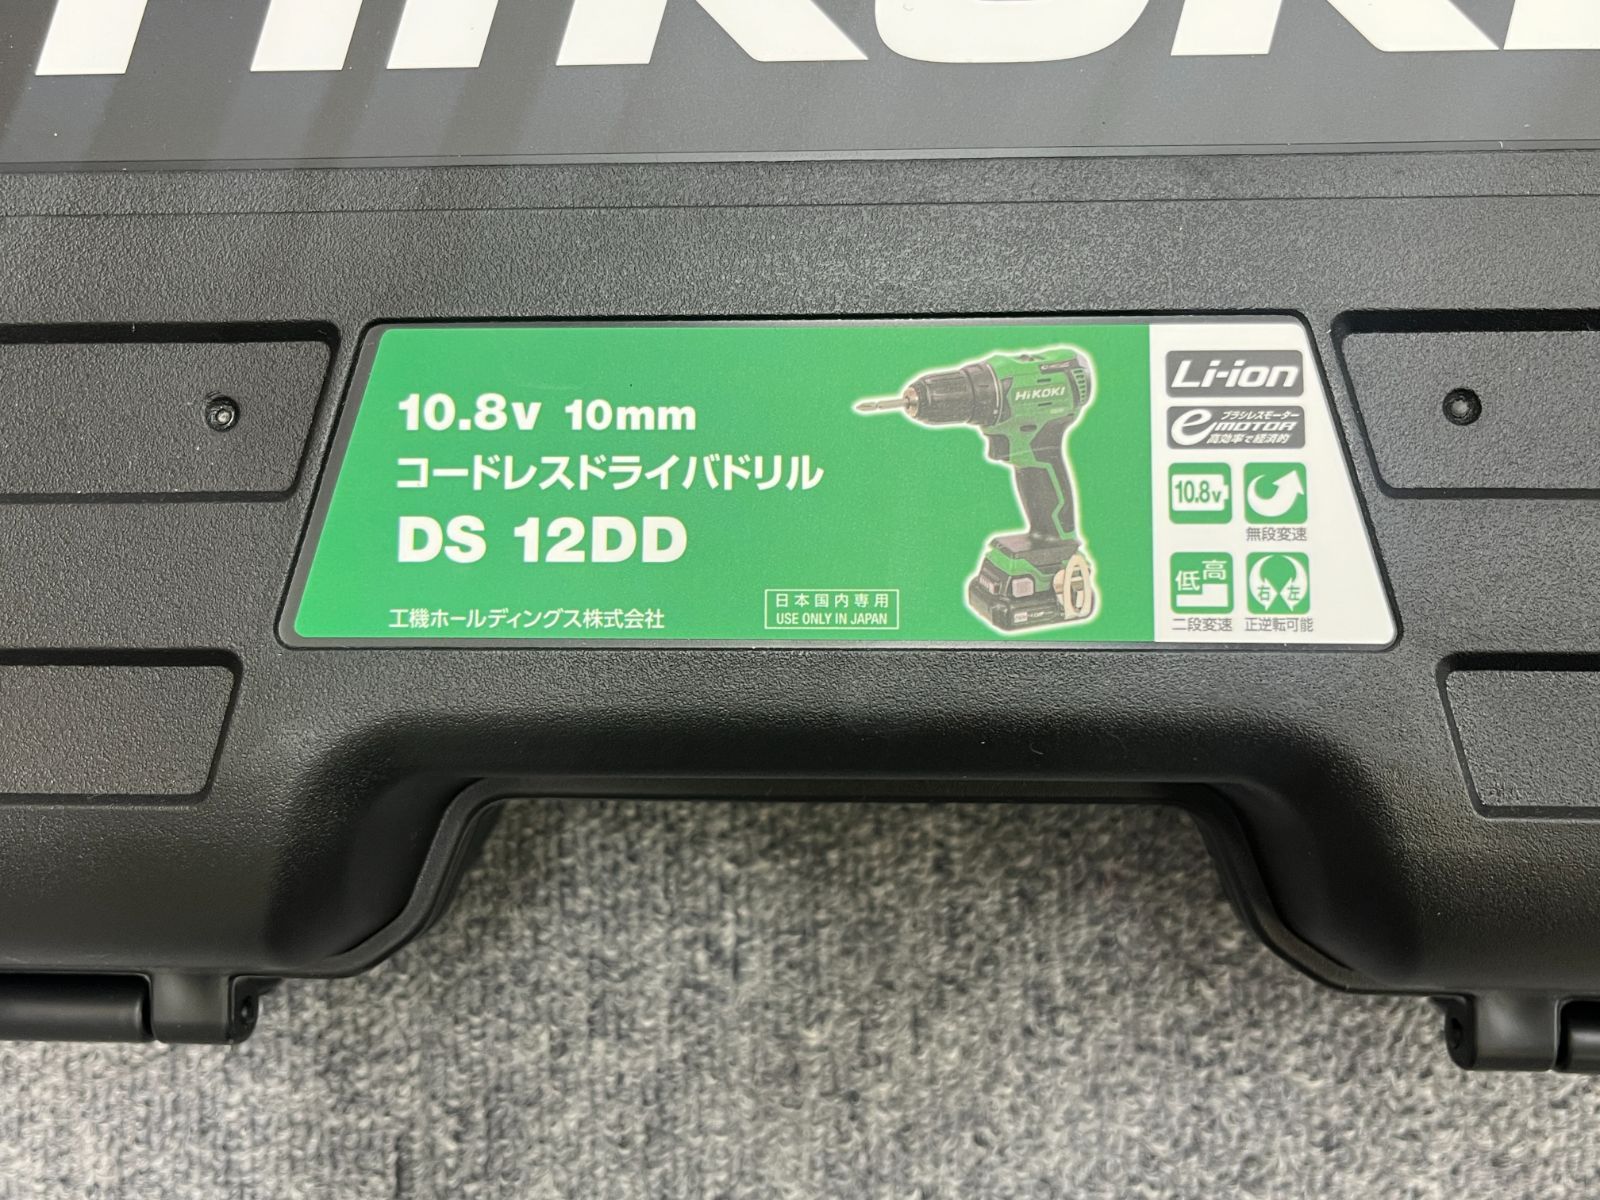 HiKOKI
10.8v 10mm
コードレスドライバドリル
DS 12DD
工機ホールディングス株式会社
日本国内専用
USE ONLY IN JAPAN
HiKOKI
Li-ion
ブラシレスモーター
e MOTOR
高効率で経済的
10.8v
無段変速
低 高
二段変速
右 左
正逆転可能